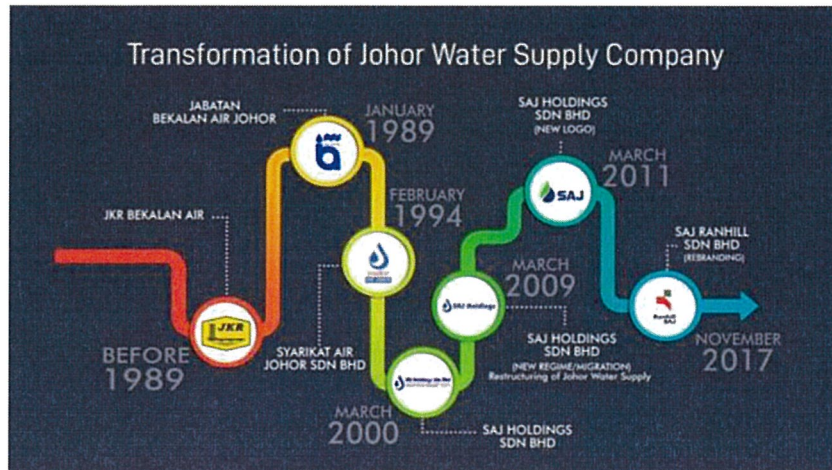 Transformation of Johor Water Supply Company
JKR BEKALAN AIR
JKR
BEFORE
1989
JABATAN
BEKALAN AIR JOHOR
JANUARY
1989
FEBRUARY
1994
SYARIKAT AIR
JOHOR SDN BHD
MARCH
2000
SAJ HOLDINGS
SDN BHD
SAJ Holdings
MARCH
2009
SAJ HOLDINGS
SDN BHD
(NEW REGIME/MIGRATION)
Restructuring of Johor Water Supply
SAJ HOLDINGS
SDN BHD
(NEW LOGO)
SAJ
MARCH
2011
SAJ RANHILL
SDN BHD
(REBRANDING)
Ranhill
SAJ
NOVEMBER
2017